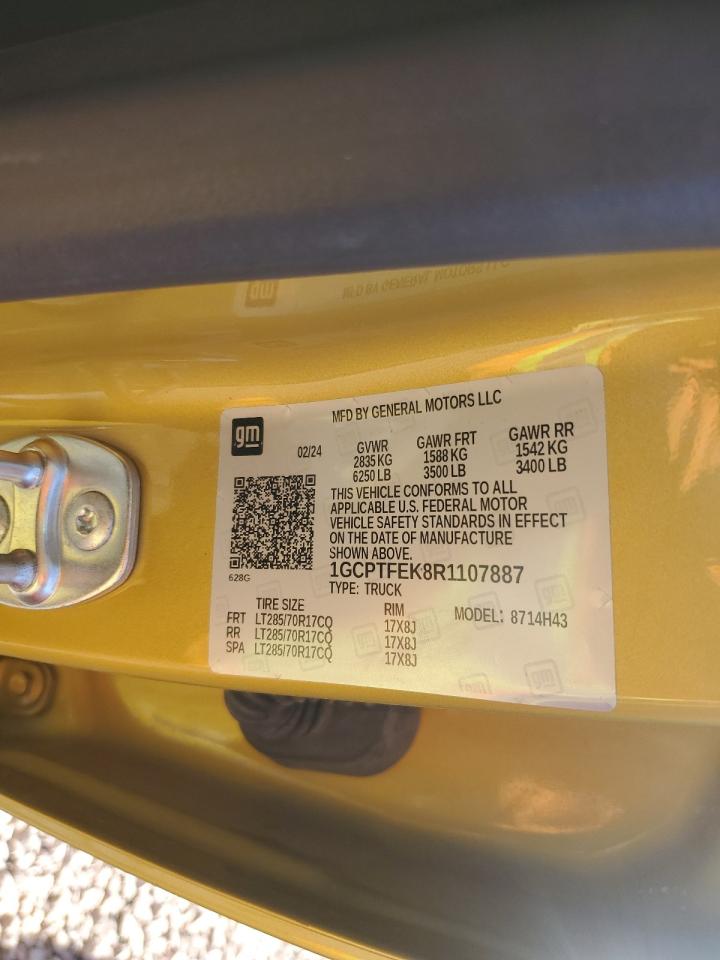 MFD BY GENERAL MOTORS LLC
gm
02/24
GVWR
2835 KG
6250 LB
GAWR FRT
1588 KG
3500 LB
GAWR RR
1542 KG
3400 LB
THIS VEHICLE CONFORMS TO ALL
APPLICABLE U.S. FEDERAL MOTOR
VEHICLE SAFETY STANDARDS IN EFFECT
ON THE DATE OF MANUFACTURE
SHOWN ABOVE.
1GCPTFEK8R1107887
TYPE: TRUCK
628G
TIRE SIZE RIM
FRT LT285/70R17CQ 17X8J
RR LT285/70R17CQ 17X8J
SPA LT285/70R17CQ 17X8J
MODEL: 8714H43